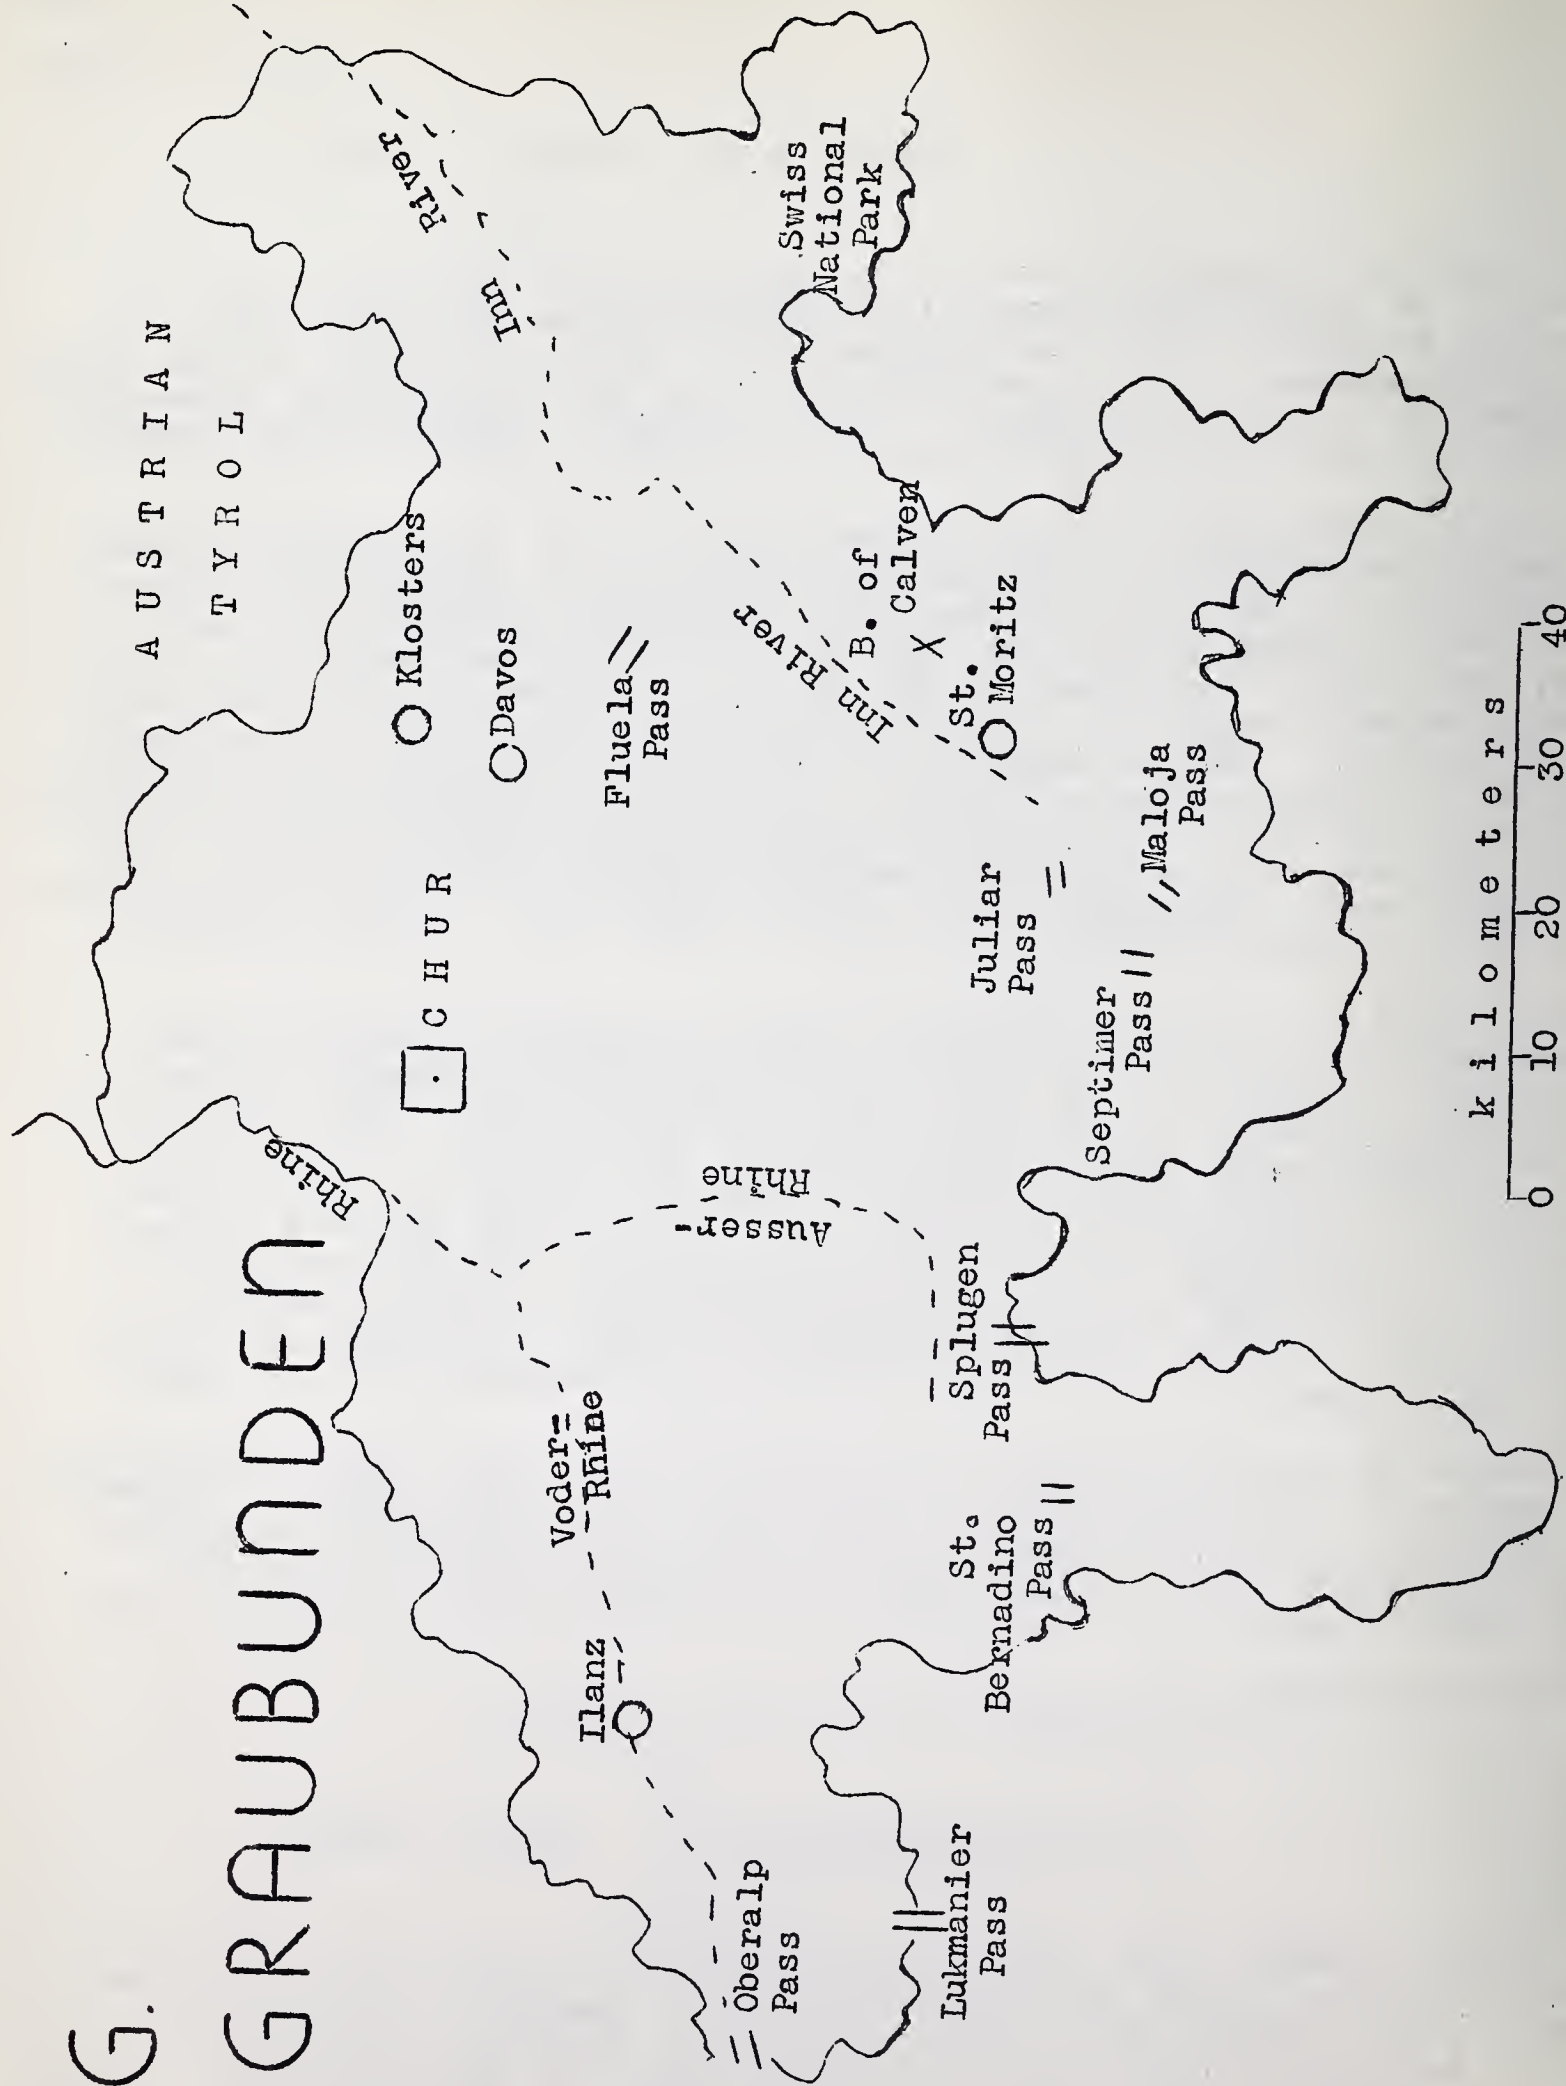 G.
GRAUBUNDEN
AUSTRIAN
TYROL
Rhine
CHUR
Klosters
Davos
Fluela
Pass
Inn
River
Swiss
National
Park
Inn River
B. of
Calven
X
St.
Moritz
Ilanz
Voder=
Rhine
Ausser-
Rhine
Oberalp
Pass
Lukmanier
Pass
St.
Bernadino
Pass
Splugen
Pass
Septimer
Pass
Juliar
Pass
Maloja
Pass
kilometers
0 10 20 30 40